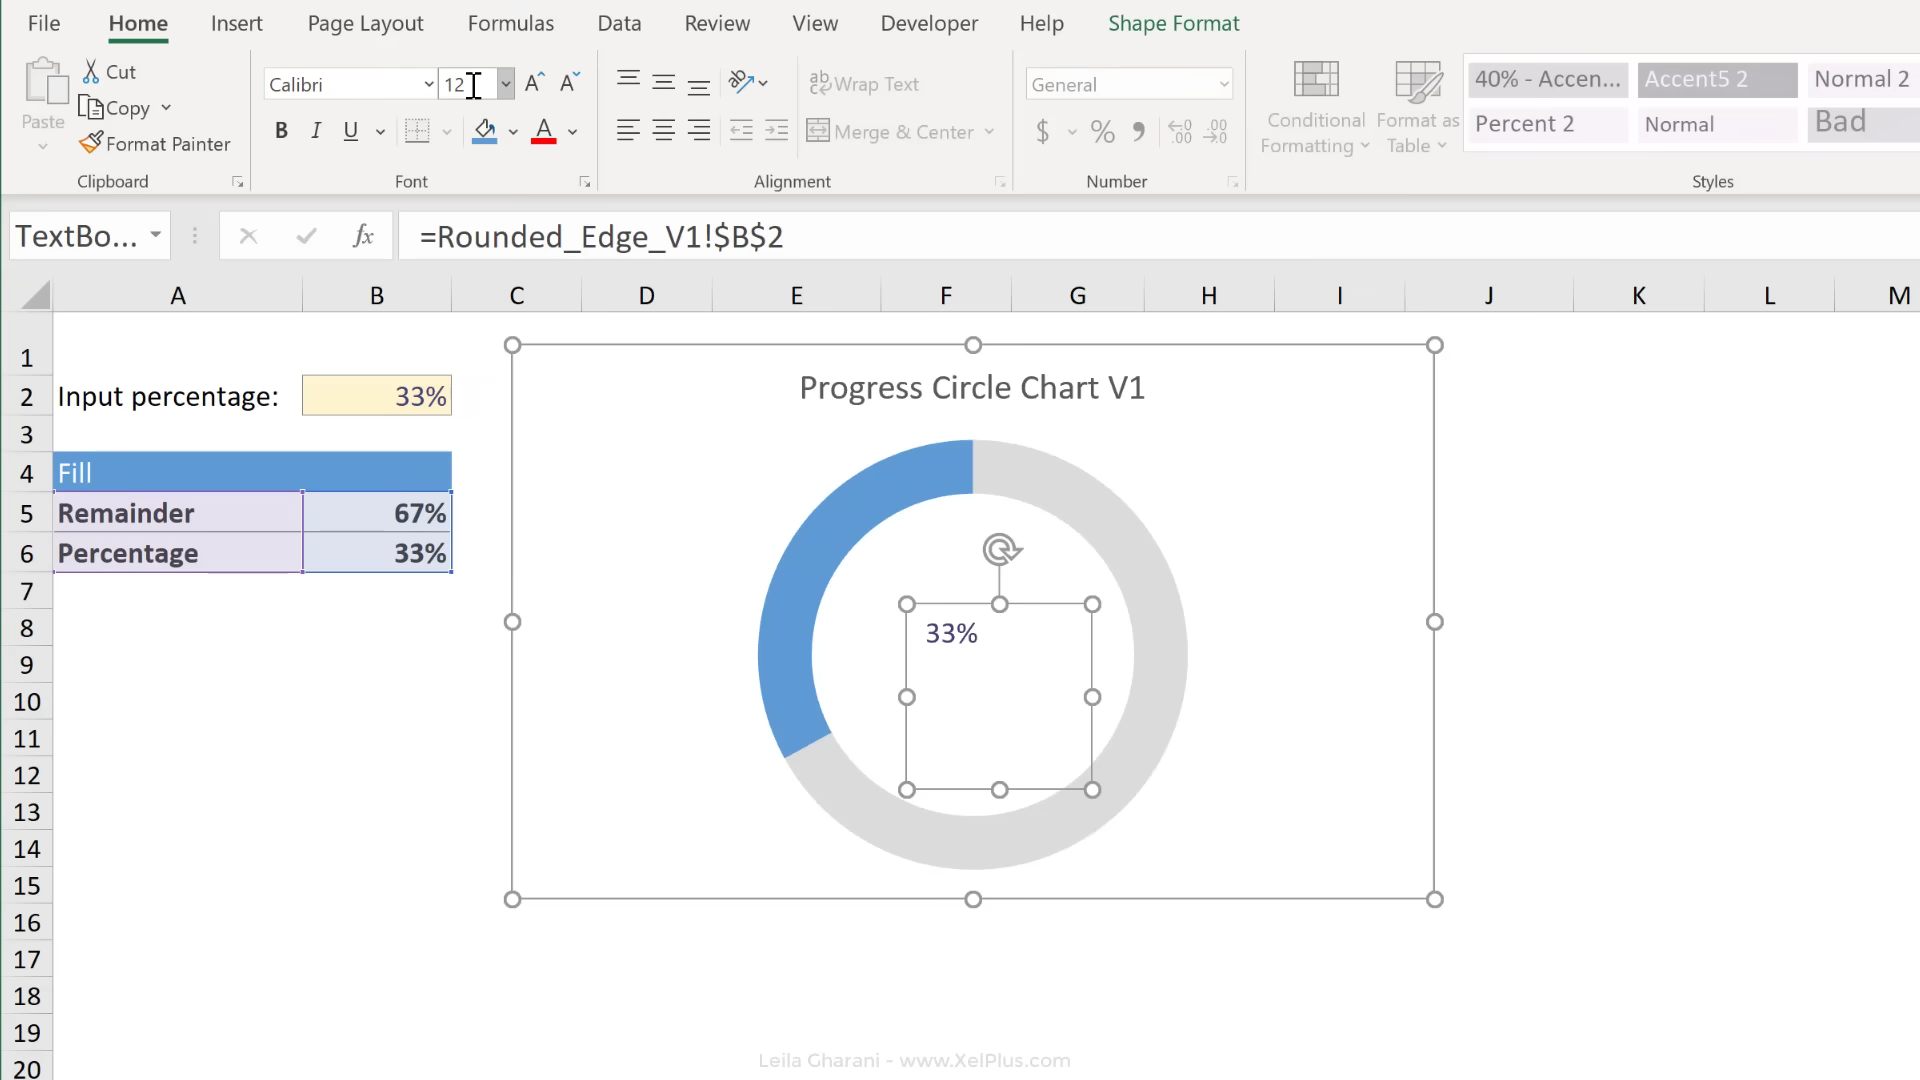 File Home Insert Page Layout Formulas Data Review View Developer Help Shape Format
Paste
Cut
Copy
Format Painter
Clipboard
Calibri 12
B I U A
Font
ab Wrap Text
Merge & Center
Alignment
General
$ % 9 .00 .00
Number
Conditional Formatting
Format as Table
40% - Accen... Accent5 2 Normal 2
Percent 2 Normal Bad
Styles
TextBo... fx =Rounded_Edge_V1!$B$2
A B C D E F G H I J K L M
1
2 Input percentage: 33%
3
4 Fill
5 Remainder 67%
6 Percentage 33%
7
8
9
10
11
12
13
14
15
16
17
18
19
20
Progress Circle Chart V1
33%
Leila Gharani - www.XelPlus.com